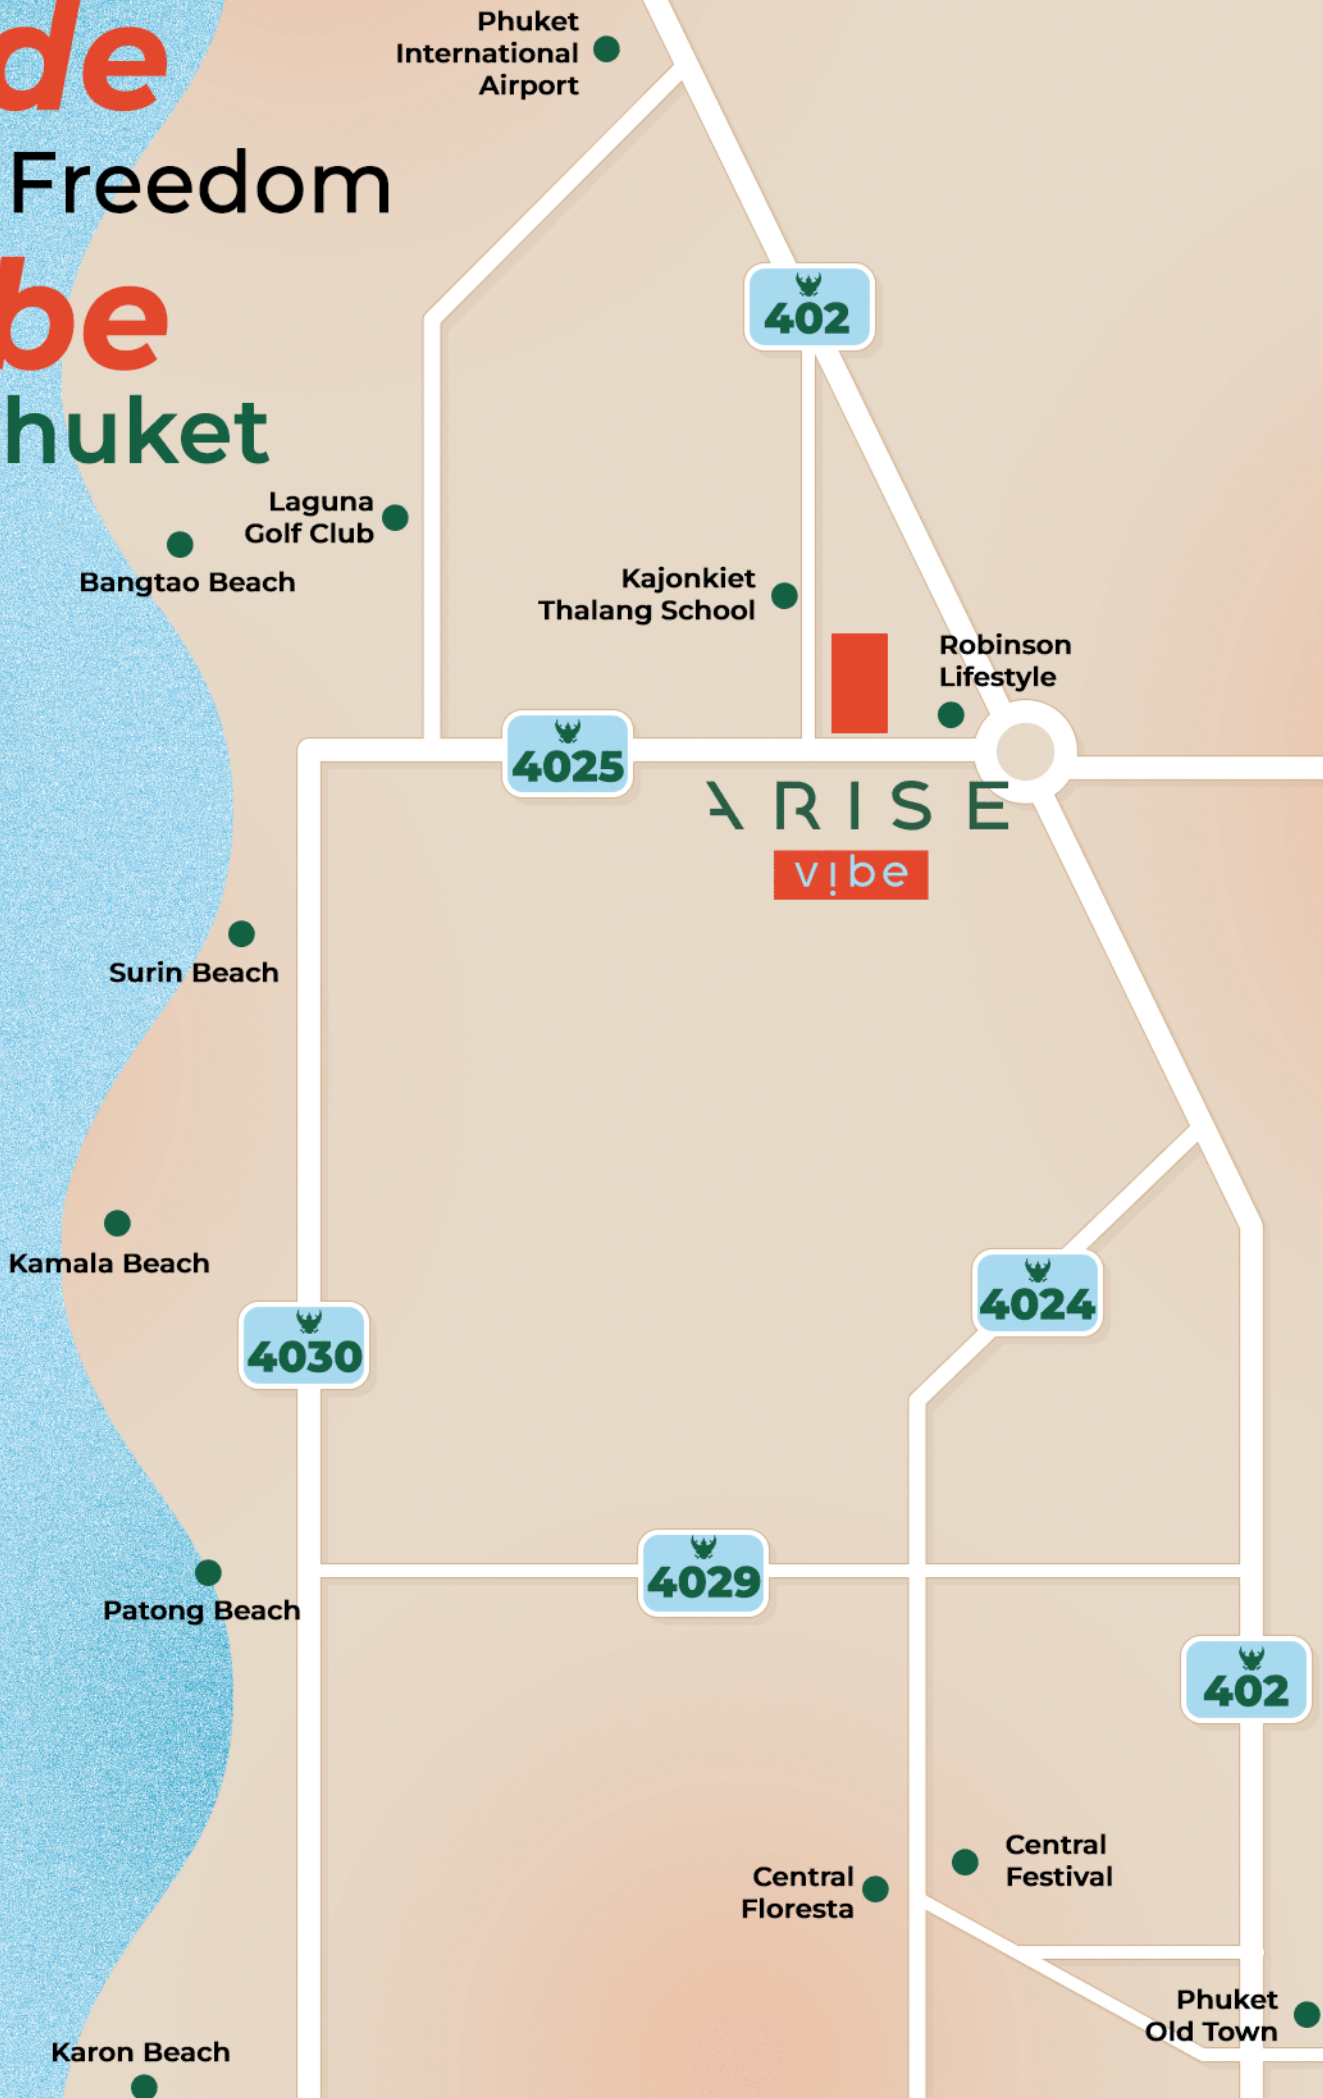 de
Freedom
be
huket
Phuket
International
Airport
402
Laguna
Golf Club
Bangtao Beach
Kajonkiet
Thalang School
Robinson
Lifestyle
4025
ARISE
vibe
Surin Beach
Kamala Beach
4030
4024
Patong Beach
4029
402
Central
Festival
Central
Floresta
Phuket
Old Town
Karon Beach